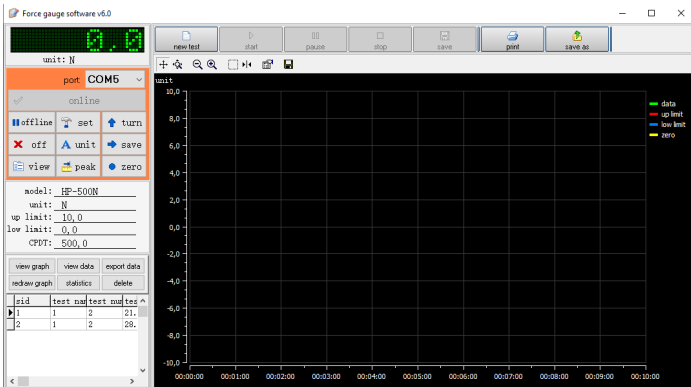 Force gauge software v6.0
0.0
unit: N
new test start pause stop save print save as
port COM5
online
offline set turn
off A unit save
view peak zero
model: HP-500N
unit: N
up limit: 10,0
low limit: 0,0
CPDT: 500,0
view graph view data export data
redraw graph statistics delete
sid test nar test nur tes
1 1 2 21.
2 1 2 28.
unit
10,0
8,0
6,0
4,0
2,0
0,0
-2,0
-4,0
-6,0
-8,0
-10,0
00:00:00 00:01:00 00:02:00 00:03:00 00:04:00 00:05:00 00:06:00 00:07:00 00:08:00 00:09:00 00:10:00
data
up limit
low limit
zero